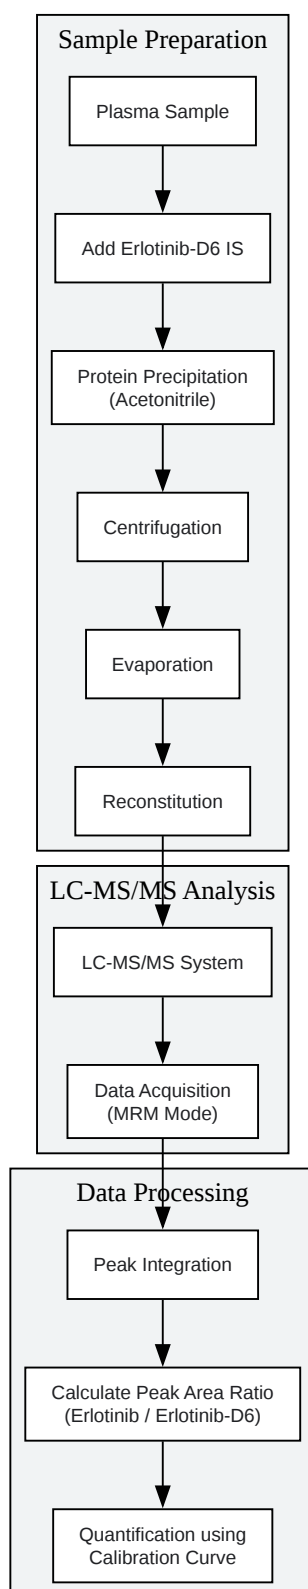 Sample Preparation
Plasma Sample
Add Erlotinib-D6 IS
Protein Precipitation
(Acetonitrile)
Centrifugation
Evaporation
Reconstitution
LC-MS/MS Analysis
LC-MS/MS System
Data Acquisition
(MRM Mode)
Data Processing
Peak Integration
Calculate Peak Area Ratio
(Erlotinib / Erlotinib-D6)
Quantification using
Calibration Curve